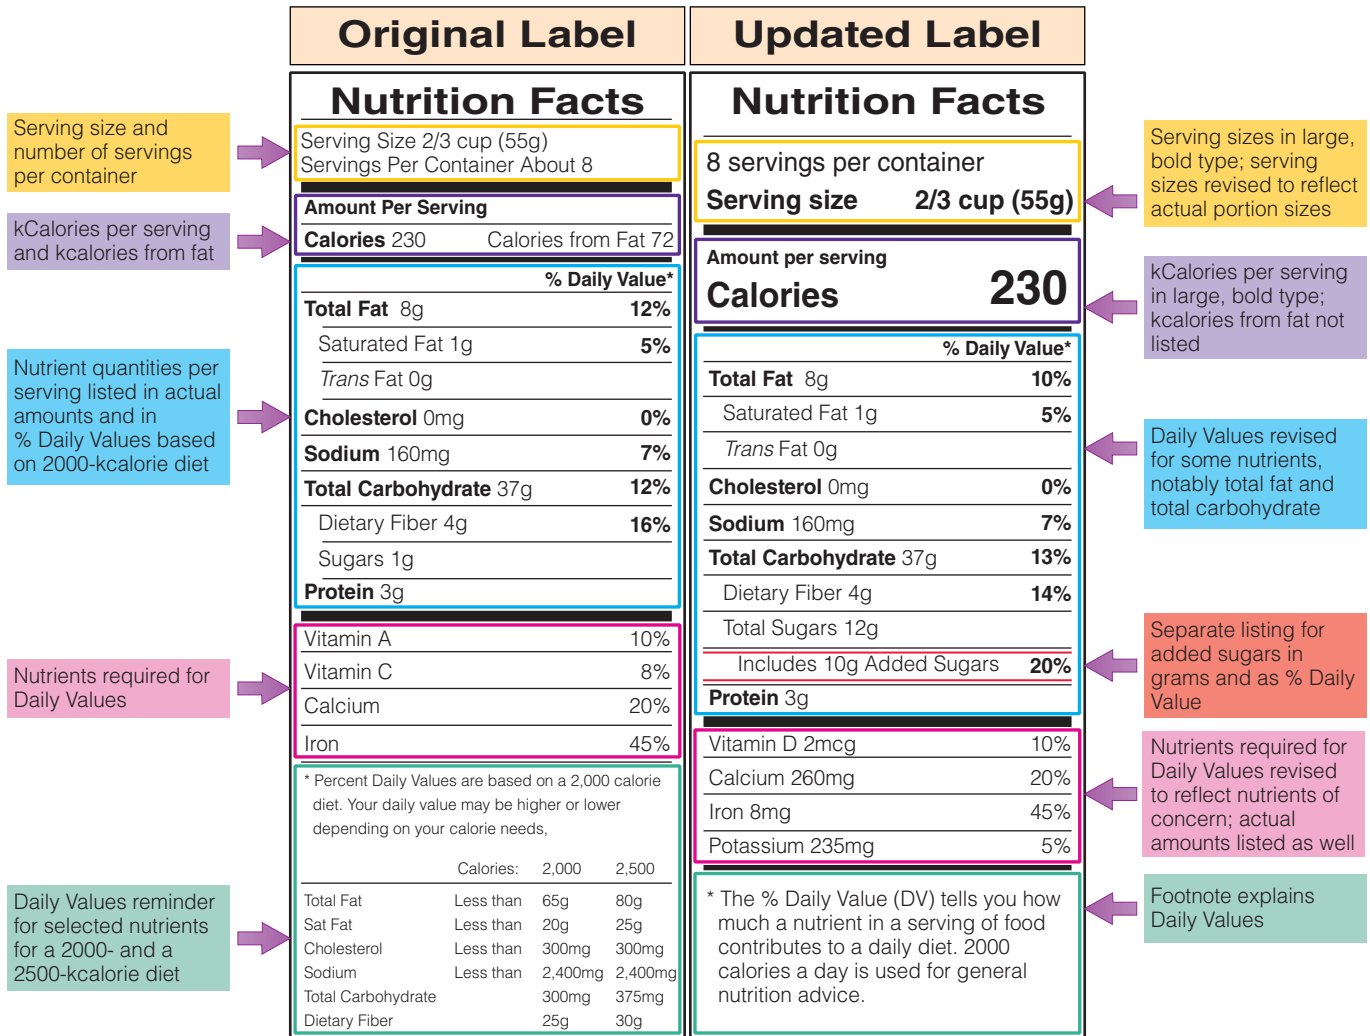 Original Label
Updated Label
Serving size and
number of servings
per container
kCalories per serving
and kcalories from fat
Nutrient quantities per
serving listed in actual
amounts and in
% Daily Values based
on 2000-kcalorie diet
Nutrients required for
Daily Values
Daily Values reminder
for selected nutrients
for a 2000- and a
2500-kcalorie diet
Nutrition Facts
Serving Size 2/3 cup (55g)
Servings Per Container About 8
Amount Per Serving
Calories 230 Calories from Fat 72
% Daily Value*
Total Fat 8g 12%
Saturated Fat 1g 5%
Trans Fat 0g
Cholesterol 0mg 0%
Sodium 160mg 7%
Total Carbohydrate 37g 12%
Dietary Fiber 4g 16%
Sugars 1g
Protein 3g
Vitamin A 10%
Vitamin C 8%
Calcium 20%
Iron 45%
* Percent Daily Values are based on a 2,000 calorie
diet. Your daily value may be higher or lower
depending on your calorie needs,
Calories: 2,000 2,500
Total Fat Less than 65g 80g
Sat Fat Less than 20g 25g
Cholesterol Less than 300mg 300mg
Sodium Less than 2,400mg 2,400mg
Total Carbohydrate 300mg 375mg
Dietary Fiber 25g 30g
Nutrition Facts
8 servings per container
Serving size 2/3 cup (55g)
Amount per serving
Calories 230
% Daily Value*
Total Fat 8g 10%
Saturated Fat 1g 5%
Trans Fat 0g
Cholesterol 0mg 0%
Sodium 160mg 7%
Total Carbohydrate 37g 13%
Dietary Fiber 4g 14%
Total Sugars 12g
Includes 10g Added Sugars 20%
Protein 3g
Vitamin D 2mcg 10%
Calcium 260mg 20%
Iron 8mg 45%
Potassium 235mg 5%
* The % Daily Value (DV) tells you how
much a nutrient in a serving of food
contributes to a daily diet. 2000
calories a day is used for general
nutrition advice.
Serving sizes in large,
bold type; serving
sizes revised to reflect
actual portion sizes
kCalories per serving
in large, bold type;
kcalories from fat not
listed
Daily Values revised
for some nutrients,
notably total fat and
total carbohydrate
Separate listing for
added sugars in
grams and as % Daily
Value
Nutrients required for
Daily Values revised
to reflect nutrients of
concern; actual
amounts listed as well
Footnote explains
Daily Values